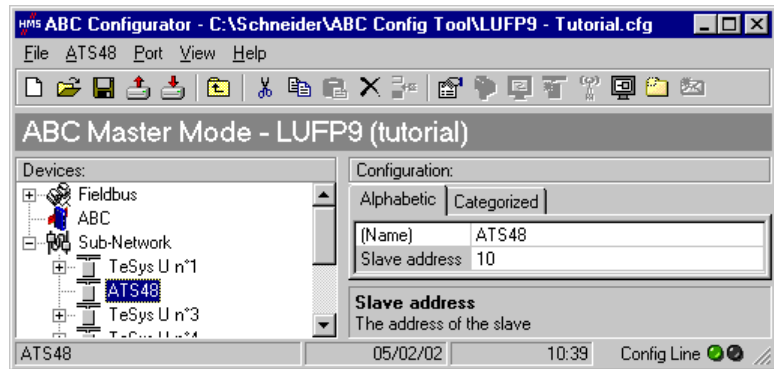 HMS ABC Configurator - C:\Schneider\ABC Config Tool\LUFP9 - Tutorial.cfg
File ATS48 Port View Help
ABC Master Mode - LUFP9 (tutorial)
Devices:
Fieldbus
ABC
Sub-Network
TeSys U n°1
ATS48
TeSys U n°3
TeSys U n°4
Configuration:
Alphabetic Categorized
(Name) ATS48
Slave address 10
Slave address
The address of the slave
ATS48 05/02/02 10:39 Config Line